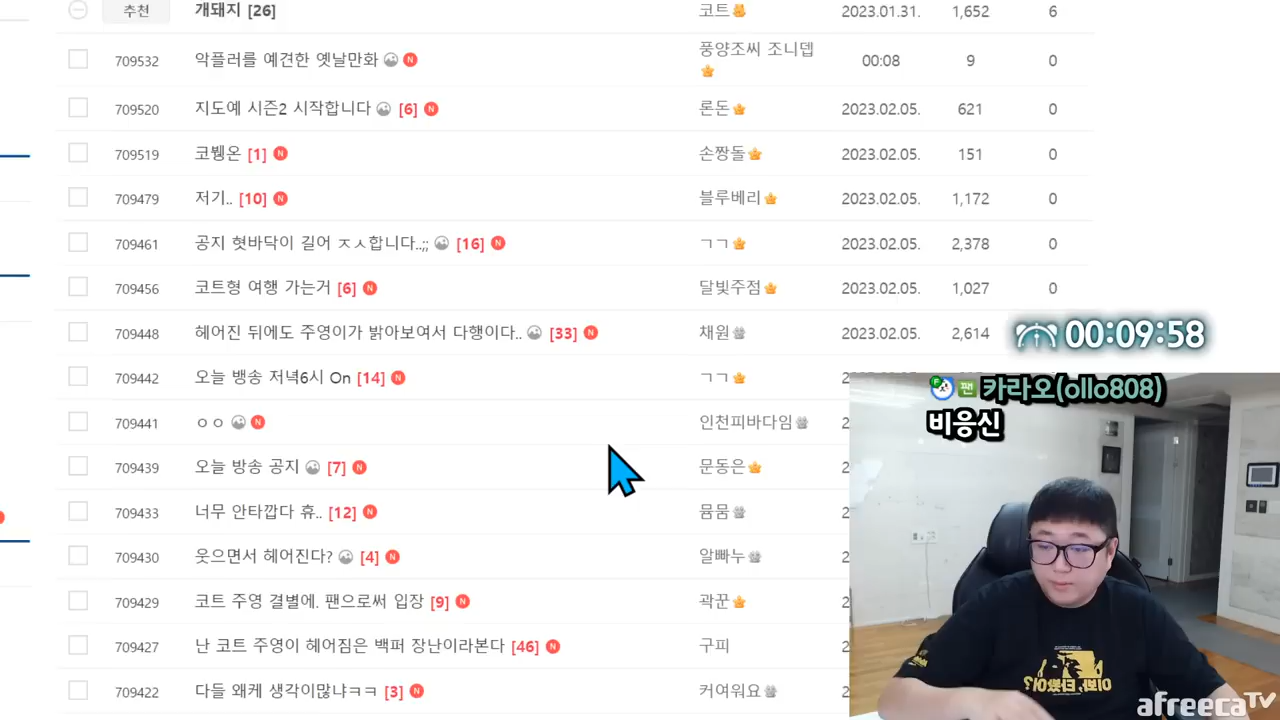 추천 개돼지 [26] 코트 2023.01.31. 1,652 6
709532 악플러를 예견한 옛날만화 N 풍양조씨 조니뎁 00:08 9 0
709520 지도예 시즌2 시작합니다 [6] N 론돈 2023.02.05. 621 0
709519 코붸온 [1] N 손짱돌 2023.02.05. 151 0
709479 저기.. [10] N 블루베리 2023.02.05. 1,172 0
709461 공지 혓바닥이 길어 ㅈㅅ합니다..;; [16] N ㄱㄱ 2023.02.05. 2,378 0
709456 코트형 여행 가는거 [6] N 달빛주점 2023.02.05. 1,027 0
709448 헤어진 뒤에도 주영이가 밝아보여서 다행이다.. [33] N 채원 2023.02.05. 2,614
00:09:58
709442 오늘 뱅송 저녁6시 On [14] N ㄱㄱ 2
F 팬 카라오(ollo808)
비응신
709441 ㅇㅇ N 인천피바다임 2
709439 오늘 방송 공지 [7] N 문동은 2
709433 너무 안타깝다 휴.. [12] N 뮴뭄 2
709430 웃으면서 헤어진다? [4] N 알빠누 2
709429 코트 주영 결별에. 팬으로써 입장 [9] N 곽꾼 2
709427 난 코트 주영이 헤어짐은 백퍼 장난이라본다 [46] N 구피 2
709422 다들 왜케 생각이많냐ㅋㅋ [3] N 커여워요 2
afreecaTV